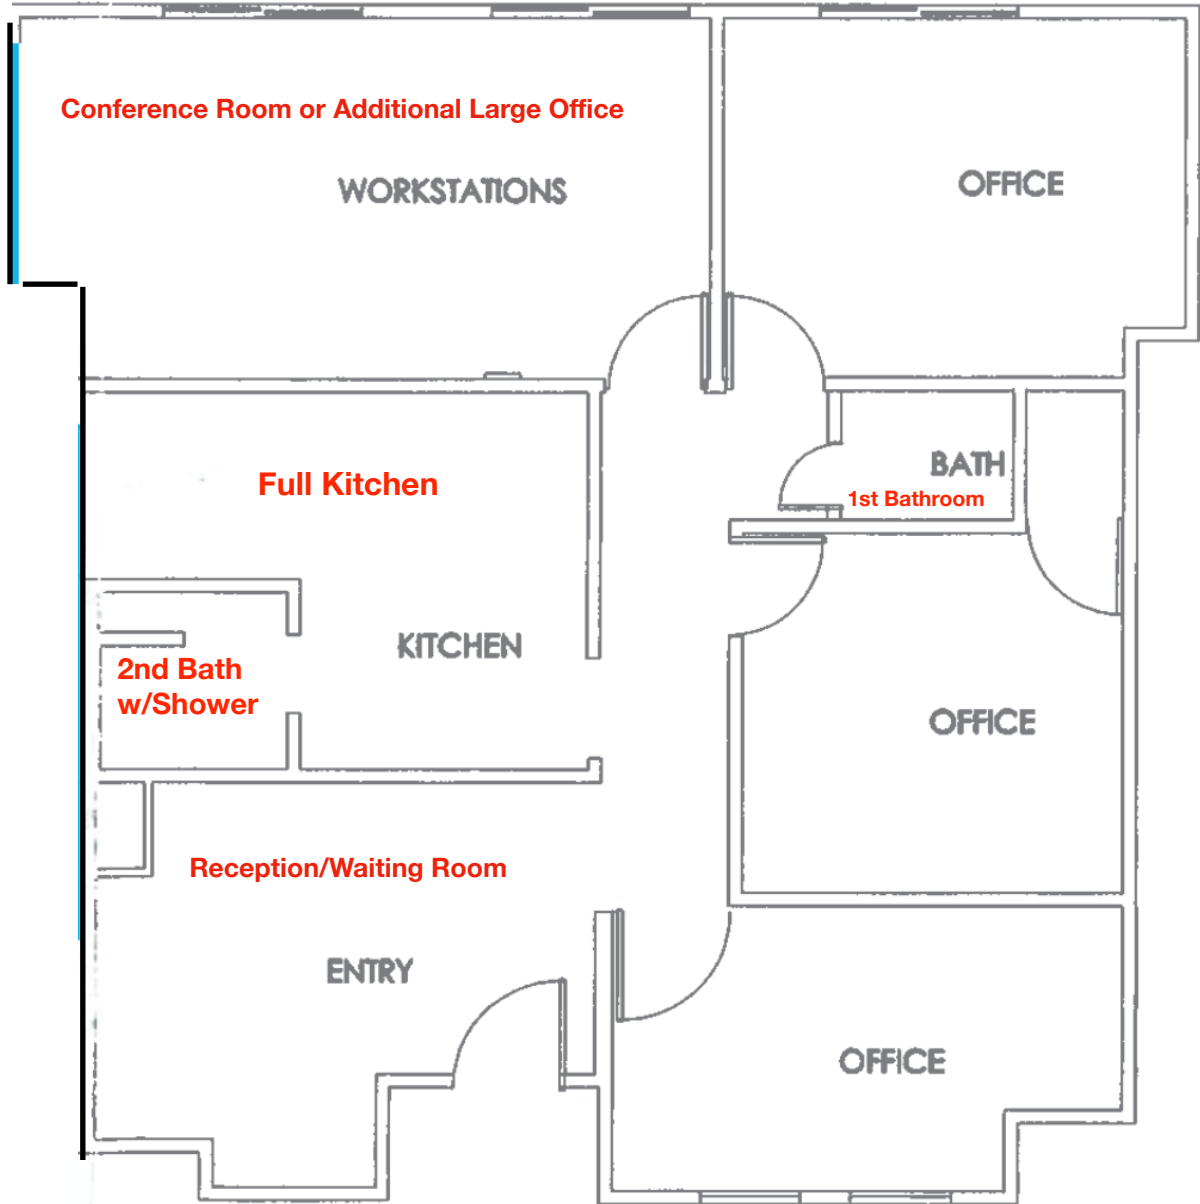 Conference Room or Additional Large Office
WORKSTATIONS
OFFICE
Full Kitchen
BATH
1st Bathroom
KITCHEN
2nd Bath
w/Shower
OFFICE
Reception/Waiting Room
ENTRY
OFFICE